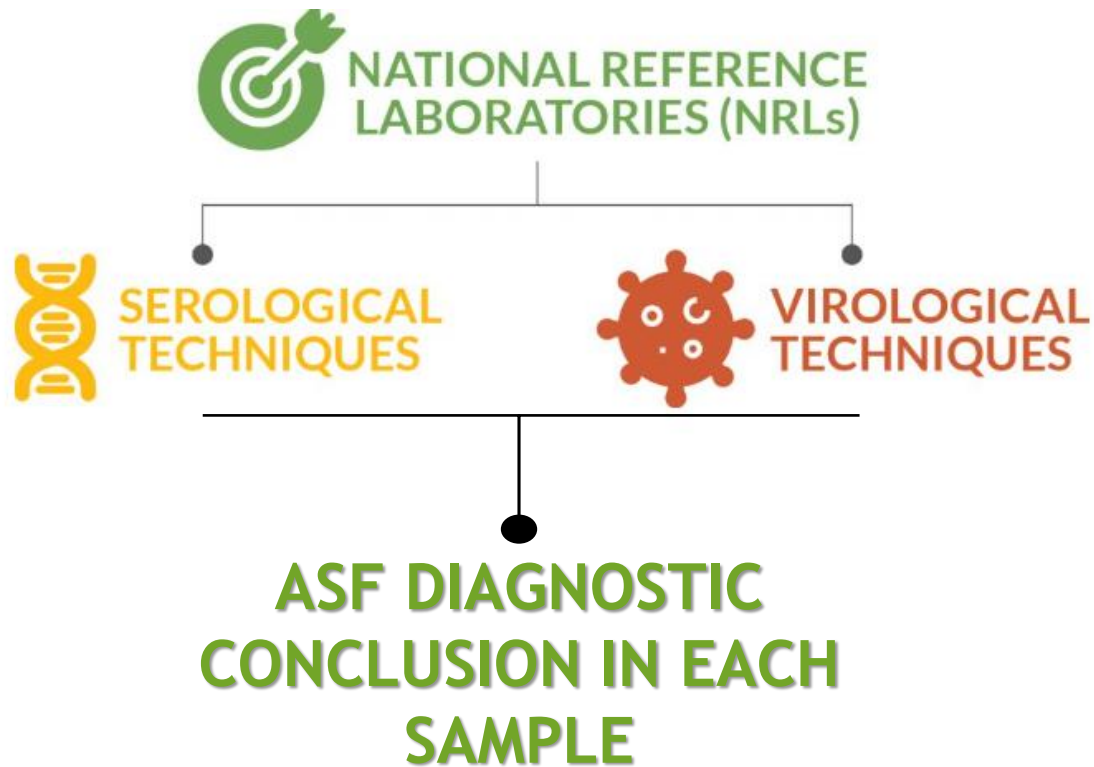 NATIONAL REFERENCE
LABORATORIES (NRLs)
SEROLOGICAL
TECHNIQUES
VIROLOGICAL
TECHNIQUES
ASF DIAGNOSTIC
CONCLUSION IN EACH
SAMPLE